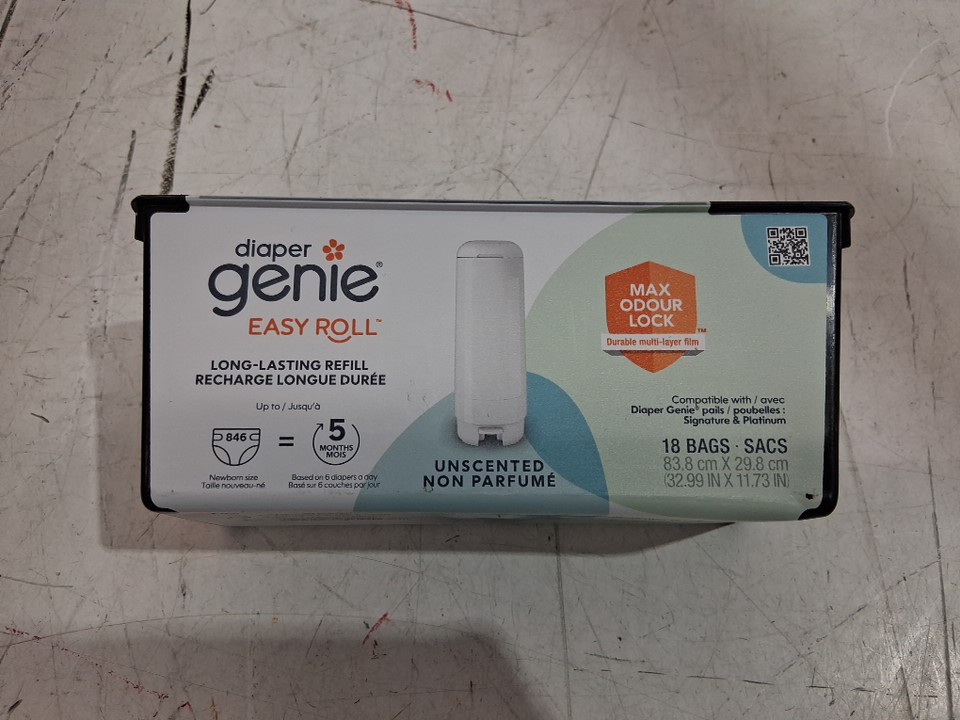 diaper
genie®
EASY ROLL™
LONG-LASTING REFILL
RECHARGE LONGUE DURÉE
Up to / Jusqu'à
846 = 5
MONTHS
MOIS
Newborn size
Taille nouveau-né
Based on 6 diapers a day
Basé sur 6 couches par jour
UNSCENTED
NON PARFUMÉ
MAX
ODOUR
LOCK
Durable multi-layer film™
Compatible with / avec
Diaper Genie® pails / poubelles :
Signature & Platinum
18 BAGS · SACS
83.8 cm X 29.8 cm
(32.99 IN X 11.73 IN)